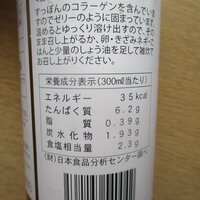 すっぽんのコラーゲンを含んでいま
すのでゼリーのように固まっています
温めるとゆっくり溶け出すので、その
まま召し上がるか、卵・きざみネギ・ご
はんと少量のしょうゆを足して雑炊で
お召し上がりください。
栄養成分表示(300㎖当たり)
エネルギー 35kcal
たんぱく質 6.2g
脂質 0.39g
炭水化物 1.93g
食塩相当量 2.3g
(財)日本食品分析センター調べ